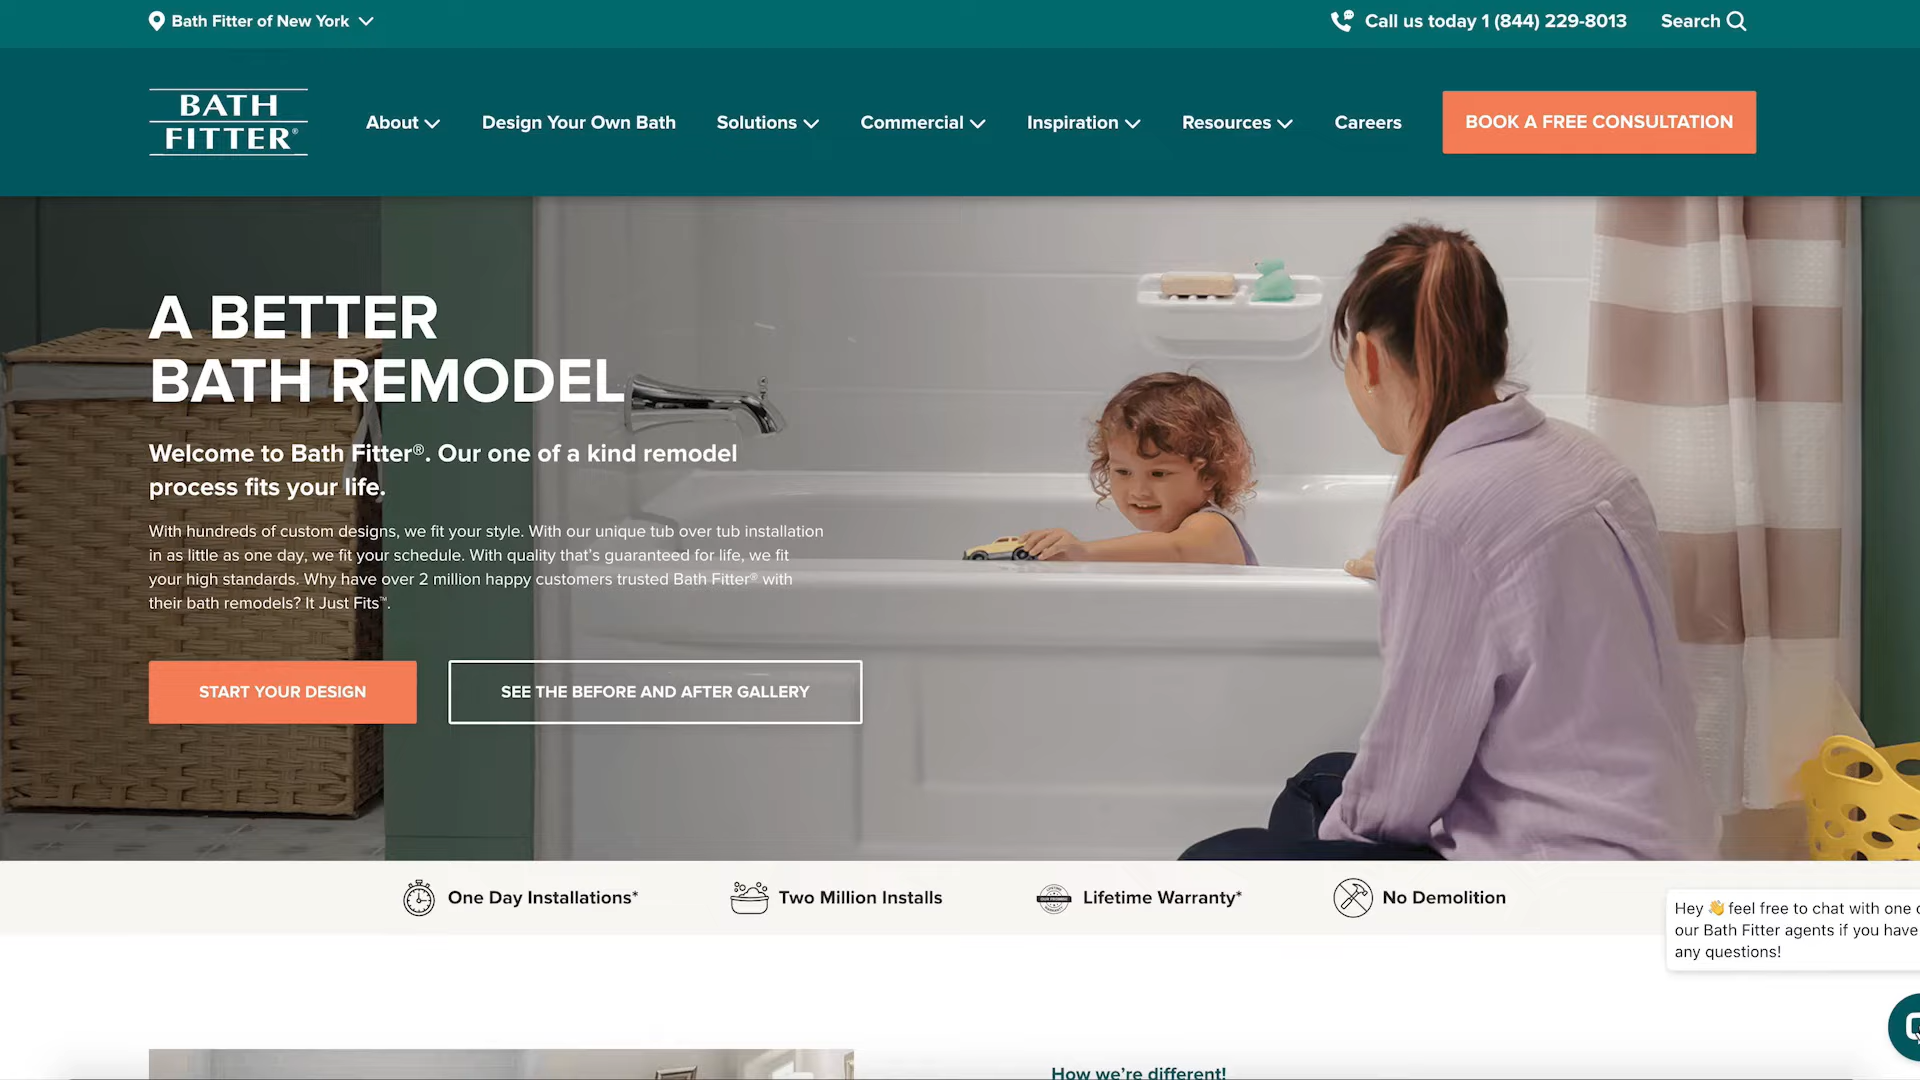 Bath Fitter of New York
Call us today 1 (844) 229-8013
Search
BATH
FITTER®
About
Design Your Own Bath
Solutions
Commercial
Inspiration
Resources
Careers
BOOK A FREE CONSULTATION
A BETTER
BATH REMODEL
Welcome to Bath Fitter®. Our one of a kind remodel
process fits your life.
With hundreds of custom designs, we fit your style. With our unique tub over tub installation
in as little as one day, we fit your schedule. With quality that's guaranteed for life, we fit
your high standards. Why have over 2 million happy customers trusted Bath Fitter® with
their bath remodels? It Just Fits™.
START YOUR DESIGN
SEE THE BEFORE AND AFTER GALLERY
One Day Installations*
Two Million Installs
Lifetime Warranty*
No Demolition
Hey 👋 feel free to chat with one
our Bath Fitter agents if you have
any questions!
How we're different!